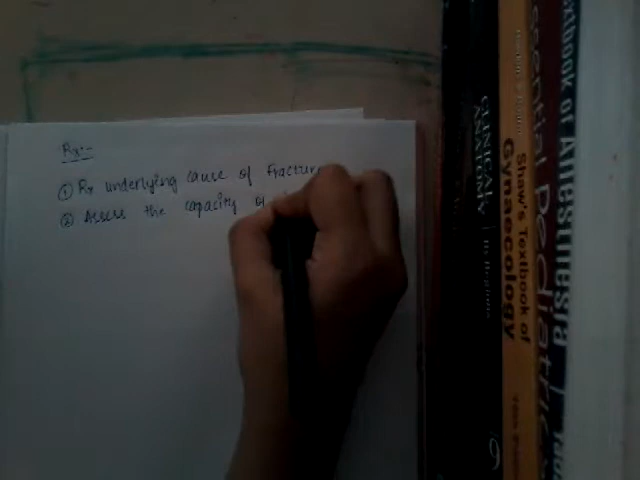 Rx:-
① Rx underlying cause of fracture
② Assess the capacity of
CLINICAL ANATOMY
Shaw's Textbook of
Gynaecology
Essential Pediatrics
Textbook of Anaesthesia